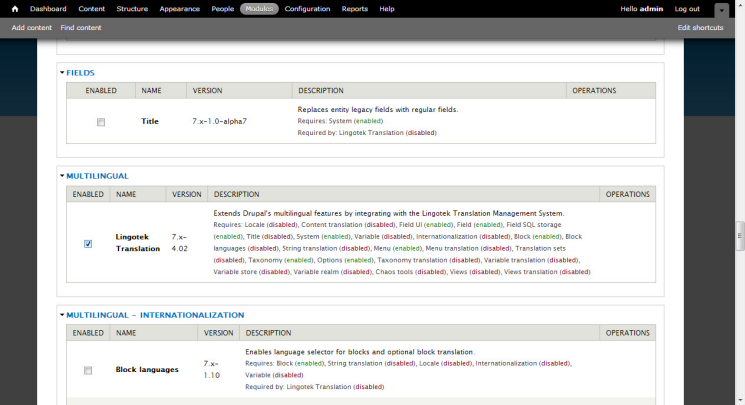 Dashboard Content Structure Appearance People Modules Configuration Reports Help Hello admin Log out
Add content Find content Edit shortcuts
FIELDS
ENABLED NAME VERSION DESCRIPTION OPERATIONS
Replaces entity legacy fields with regular fields.
Title 7.x-1.0-alpha7 Requires: System (enabled)
Required by: Lingotek Translation (disabled)
MULTILINGUAL
ENABLED NAME VERSION DESCRIPTION OPERATIONS
Extends Drupal's multilingual features by integrating with the Lingotek Translation Management System.
Requires: Locale (disabled), Content translation (disabled), Field UI (enabled), Field (enabled), Field SQL storage
Lingotek 7.x- (enabled), Title (disabled), System (enabled), Variable (disabled), Internationalization (disabled), Block (enabled), Block
Translation 4.02 languages (disabled), String translation (disabled), Menu (enabled), Menu translation (disabled), Translation sets
(disabled), Taxonomy (enabled), Options (enabled), Taxonomy translation (disabled), Variable translation (disabled),
Variable store (disabled), Variable realm (disabled), Chaos tools (disabled), Views (disabled), Views translation (disabled)
MULTILINGUAL - INTERNATIONALIZATION
ENABLED NAME VERSION DESCRIPTION OPERATIONS
Enables language selector for blocks and optional block translation.
Block languages 7.x- Requires: Block (enabled), String translation (disabled), Locale (disabled), Internationalization (disabled),
1.10 Variable (disabled)
Required by: Lingotek Translation (disabled)